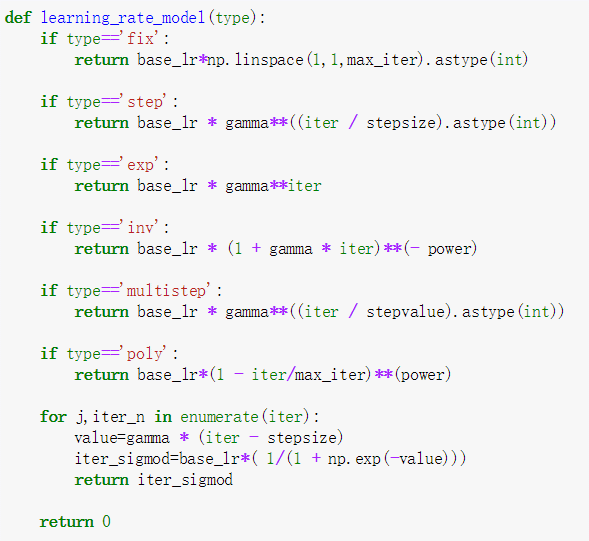 def learning_rate_model(type):
    if type=='fix':
        return base_lr*np.linspace(1,1,max_iter).astype(int)

    if type=='step':
        return base_lr * gamma**((iter / stepsize).astype(int))

    if type=='exp':
        return base_lr * gamma**iter

    if type=='inv':
        return base_lr * (1 + gamma * iter)**(- power)

    if type=='multistep':
        return base_lr * gamma**((iter / stepvalue).astype(int))

    if type=='poly':
        return base_lr*(1 - iter/max_iter)**(power)

    for j,iter_n in enumerate(iter):
        value=gamma * (iter - stepsize)
        iter_sigmod=base_lr*( 1/(1 + np.exp(-value)))
        return iter_sigmod

    return 0